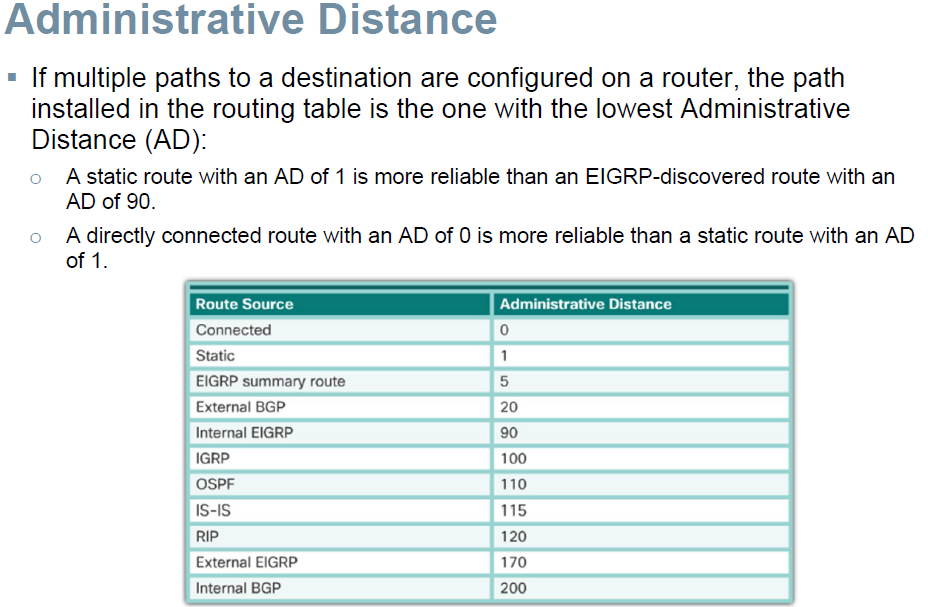 Administrative Distance
▪ If multiple paths to a destination are configured on a router, the path
installed in the routing table is the one with the lowest Administrative
Distance (AD):
o A static route with an AD of 1 is more reliable than an EIGRP-discovered route with an
AD of 90.
o A directly connected route with an AD of 0 is more reliable than a static route with an AD
of 1.
Route Source Administrative Distance
Connected 0
Static 1
EIGRP summary route 5
External BGP 20
Internal EIGRP 90
IGRP 100
OSPF 110
IS-IS 115
RIP 120
External EIGRP 170
Internal BGP 200